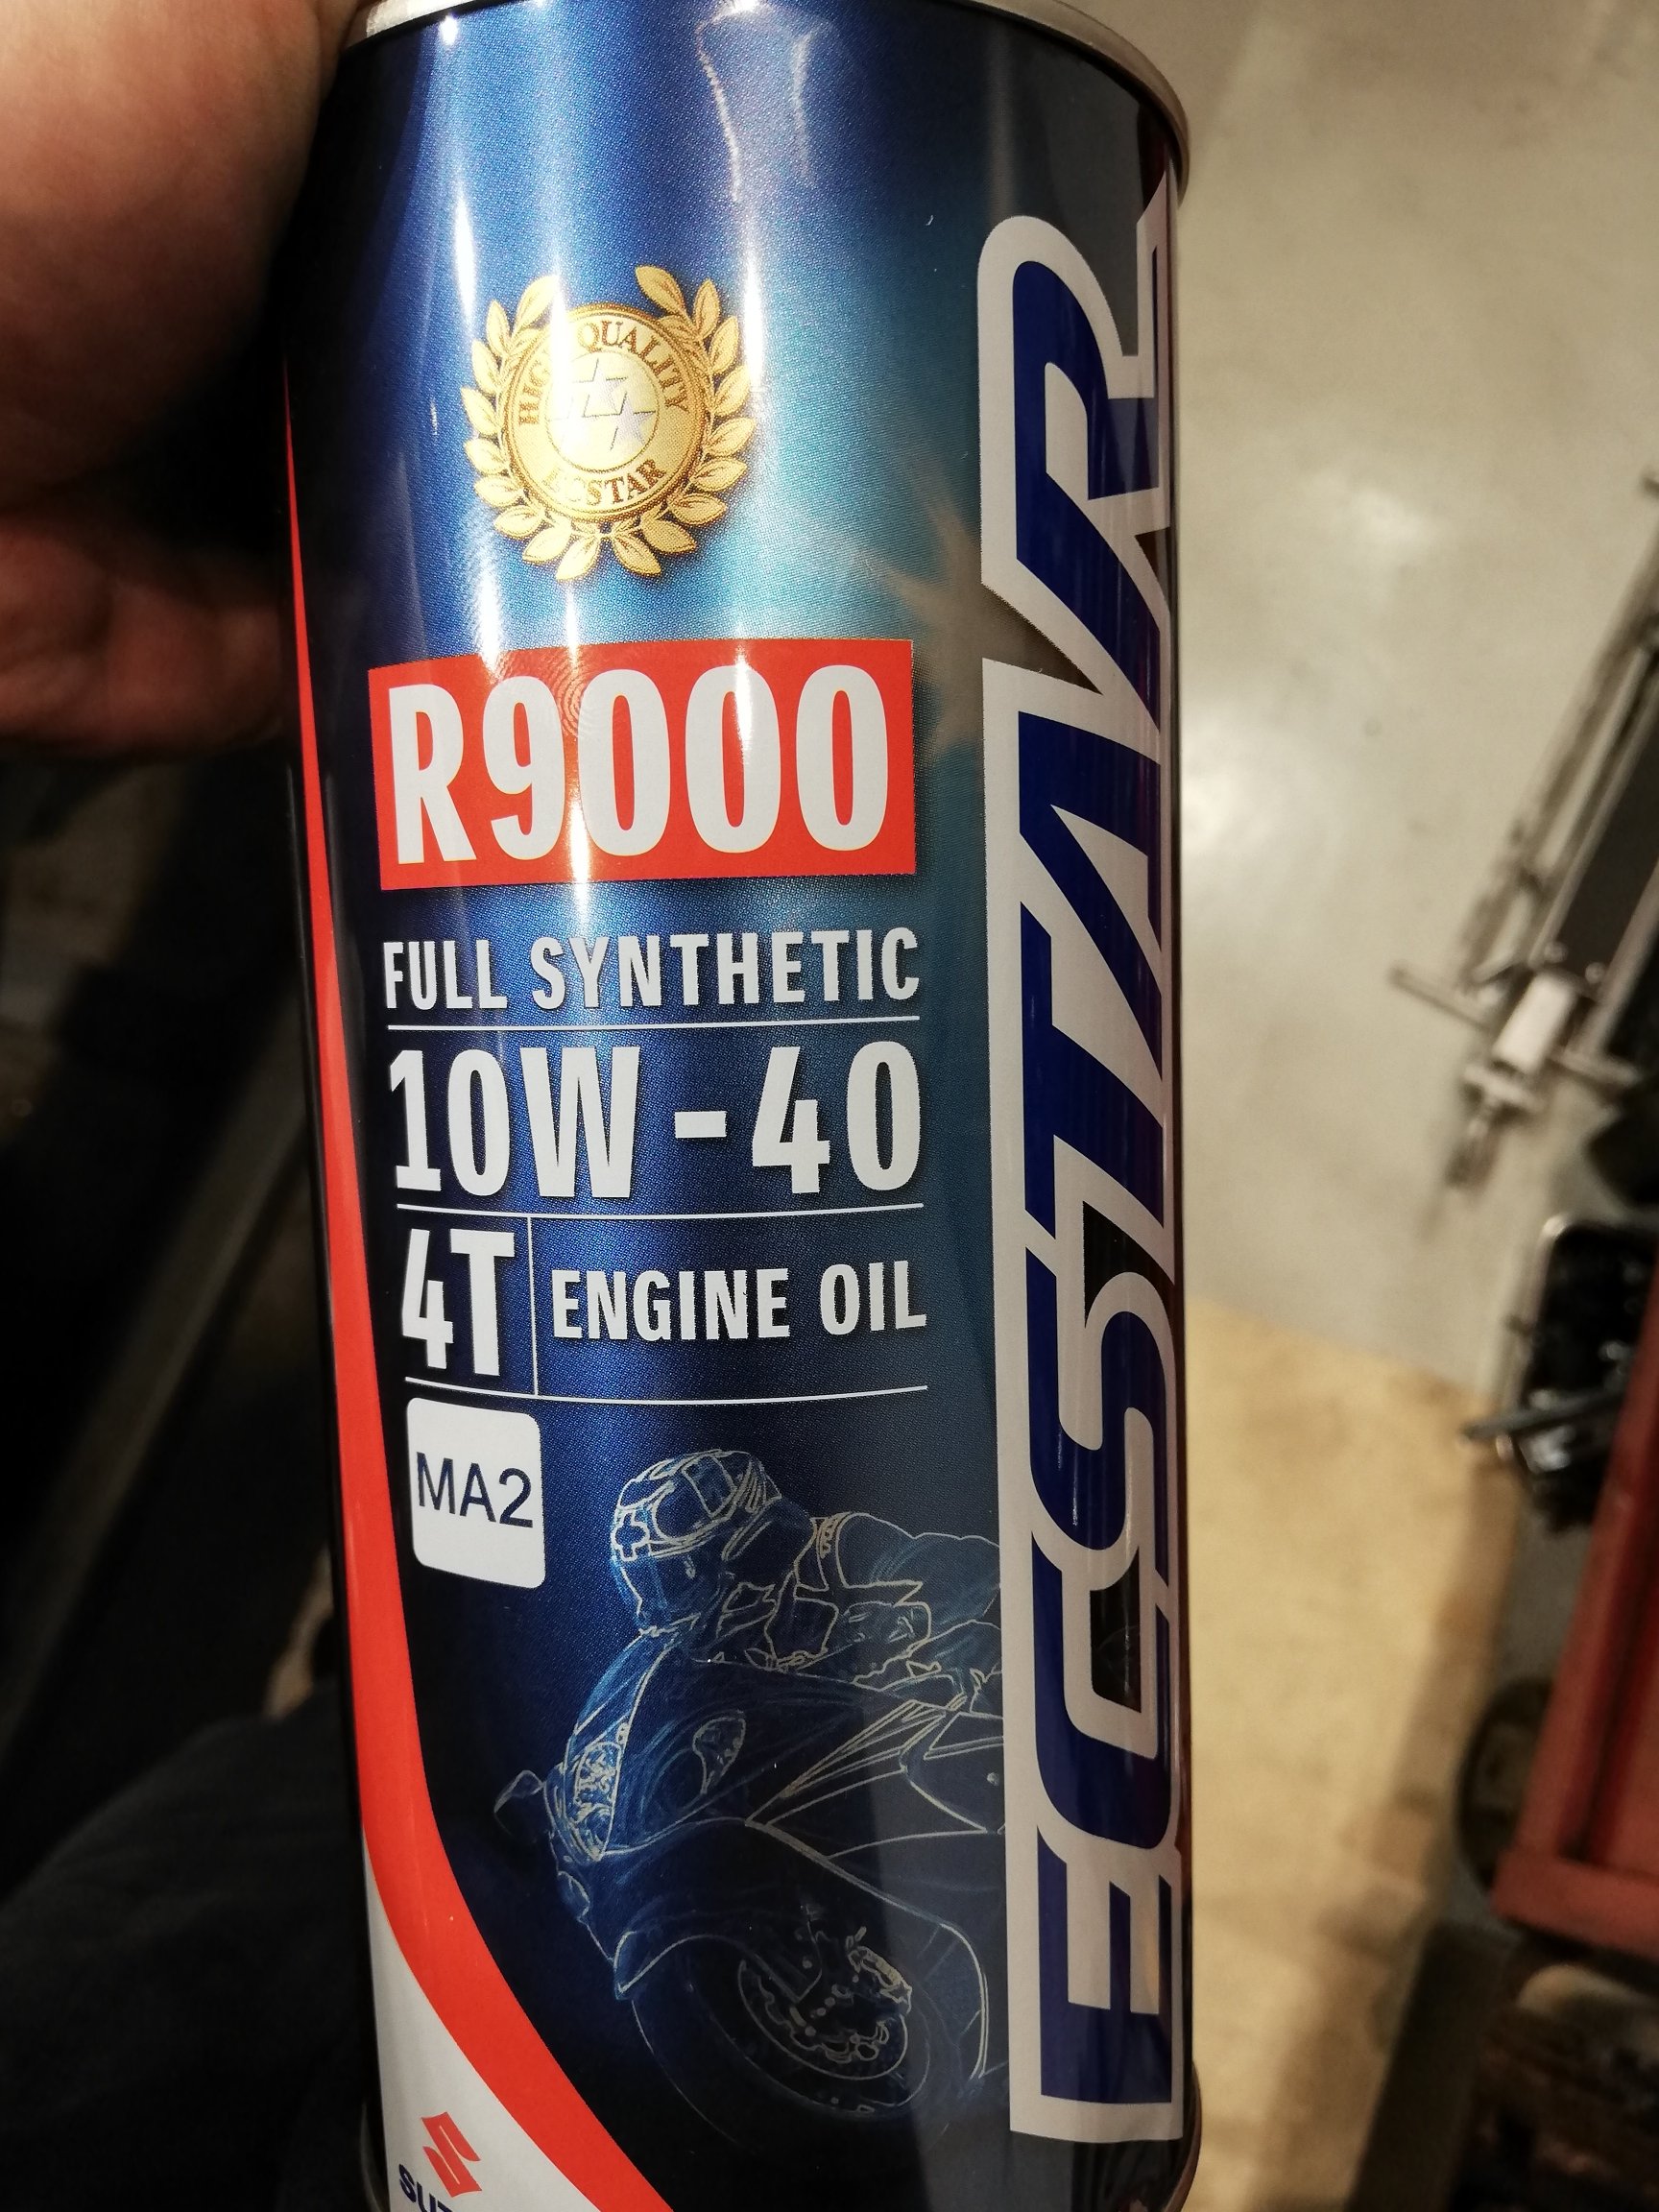 HIGH QUALITY
ECSTAR
R9000
FULL SYNTHETIC
10W-40
4T ENGINE OIL
MA2
ECSTAR